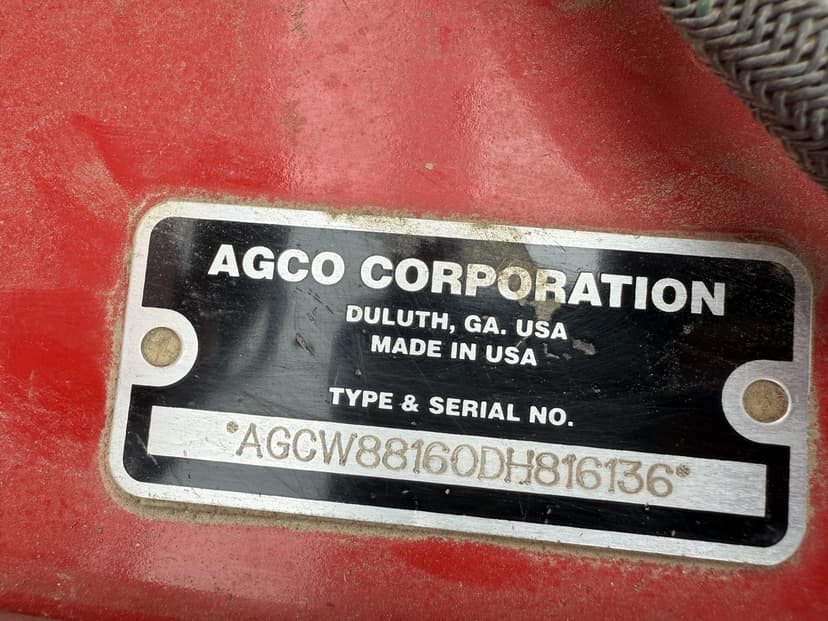 AGCO CORPORATION
DULUTH, GA. USA
MADE IN USA
TYPE & SERIAL NO.
*AGCW88160DH816136*